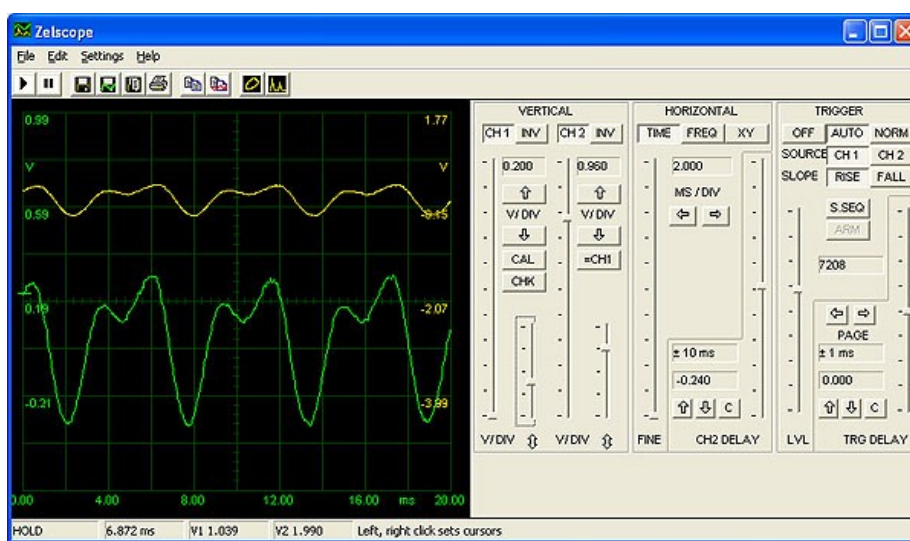 Zelscope
File Edit Settings Help
0.99 1.77
V V
0.59 -0.15
0.19 -2.07
-0.21 -3.99
0.00 4.00 8.00 12.00 16.00 ms 20.00
VERTICAL
CH 1 INV CH 2 INV
0.200 0.960
V/DIV V/DIV
CAL =CH1
CHK
V/DIV V/DIV
HORIZONTAL
TIME FREQ XY
2.000
MS / DIV
± 10 ms
-0.240
FINE CH2 DELAY
TRIGGER
OFF AUTO NORM
SOURCE CH 1 CH 2
SLOPE RISE FALL
S.SEQ
ARM
7208
PAGE
± 1 ms
0.000
LVL TRG DELAY
HOLD 6.872 ms V1 1.039 V2 1.990 Left, right click sets cursors